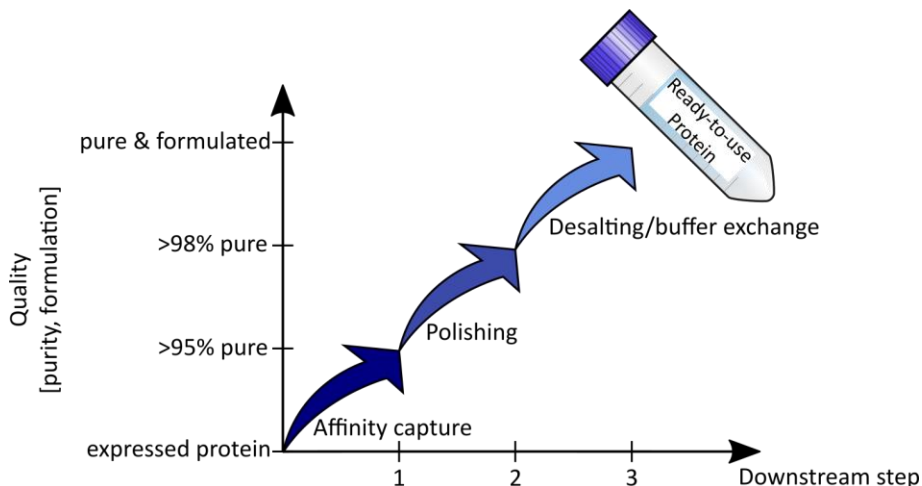 Ready-to-use
Protein
pure & formulated
>98% pure
>95% pure
expressed protein
Quality
[purity, formulation]
Desalting/buffer exchange
Polishing
Affinity capture
1
2
3
Downstream step